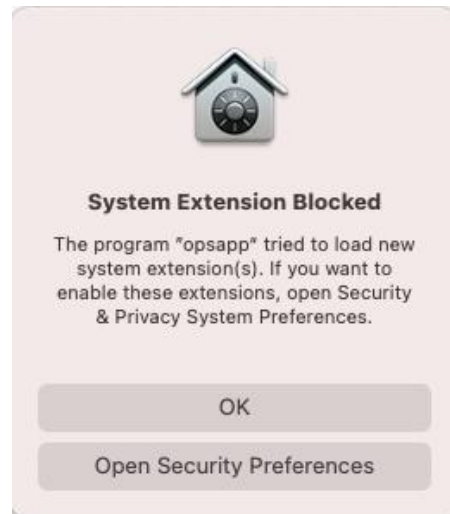 System Extension Blocked
The program "opsapp" tried to load new
system extension(s). If you want to
enable these extensions, open Security
& Privacy System Preferences.
OK
Open Security Preferences